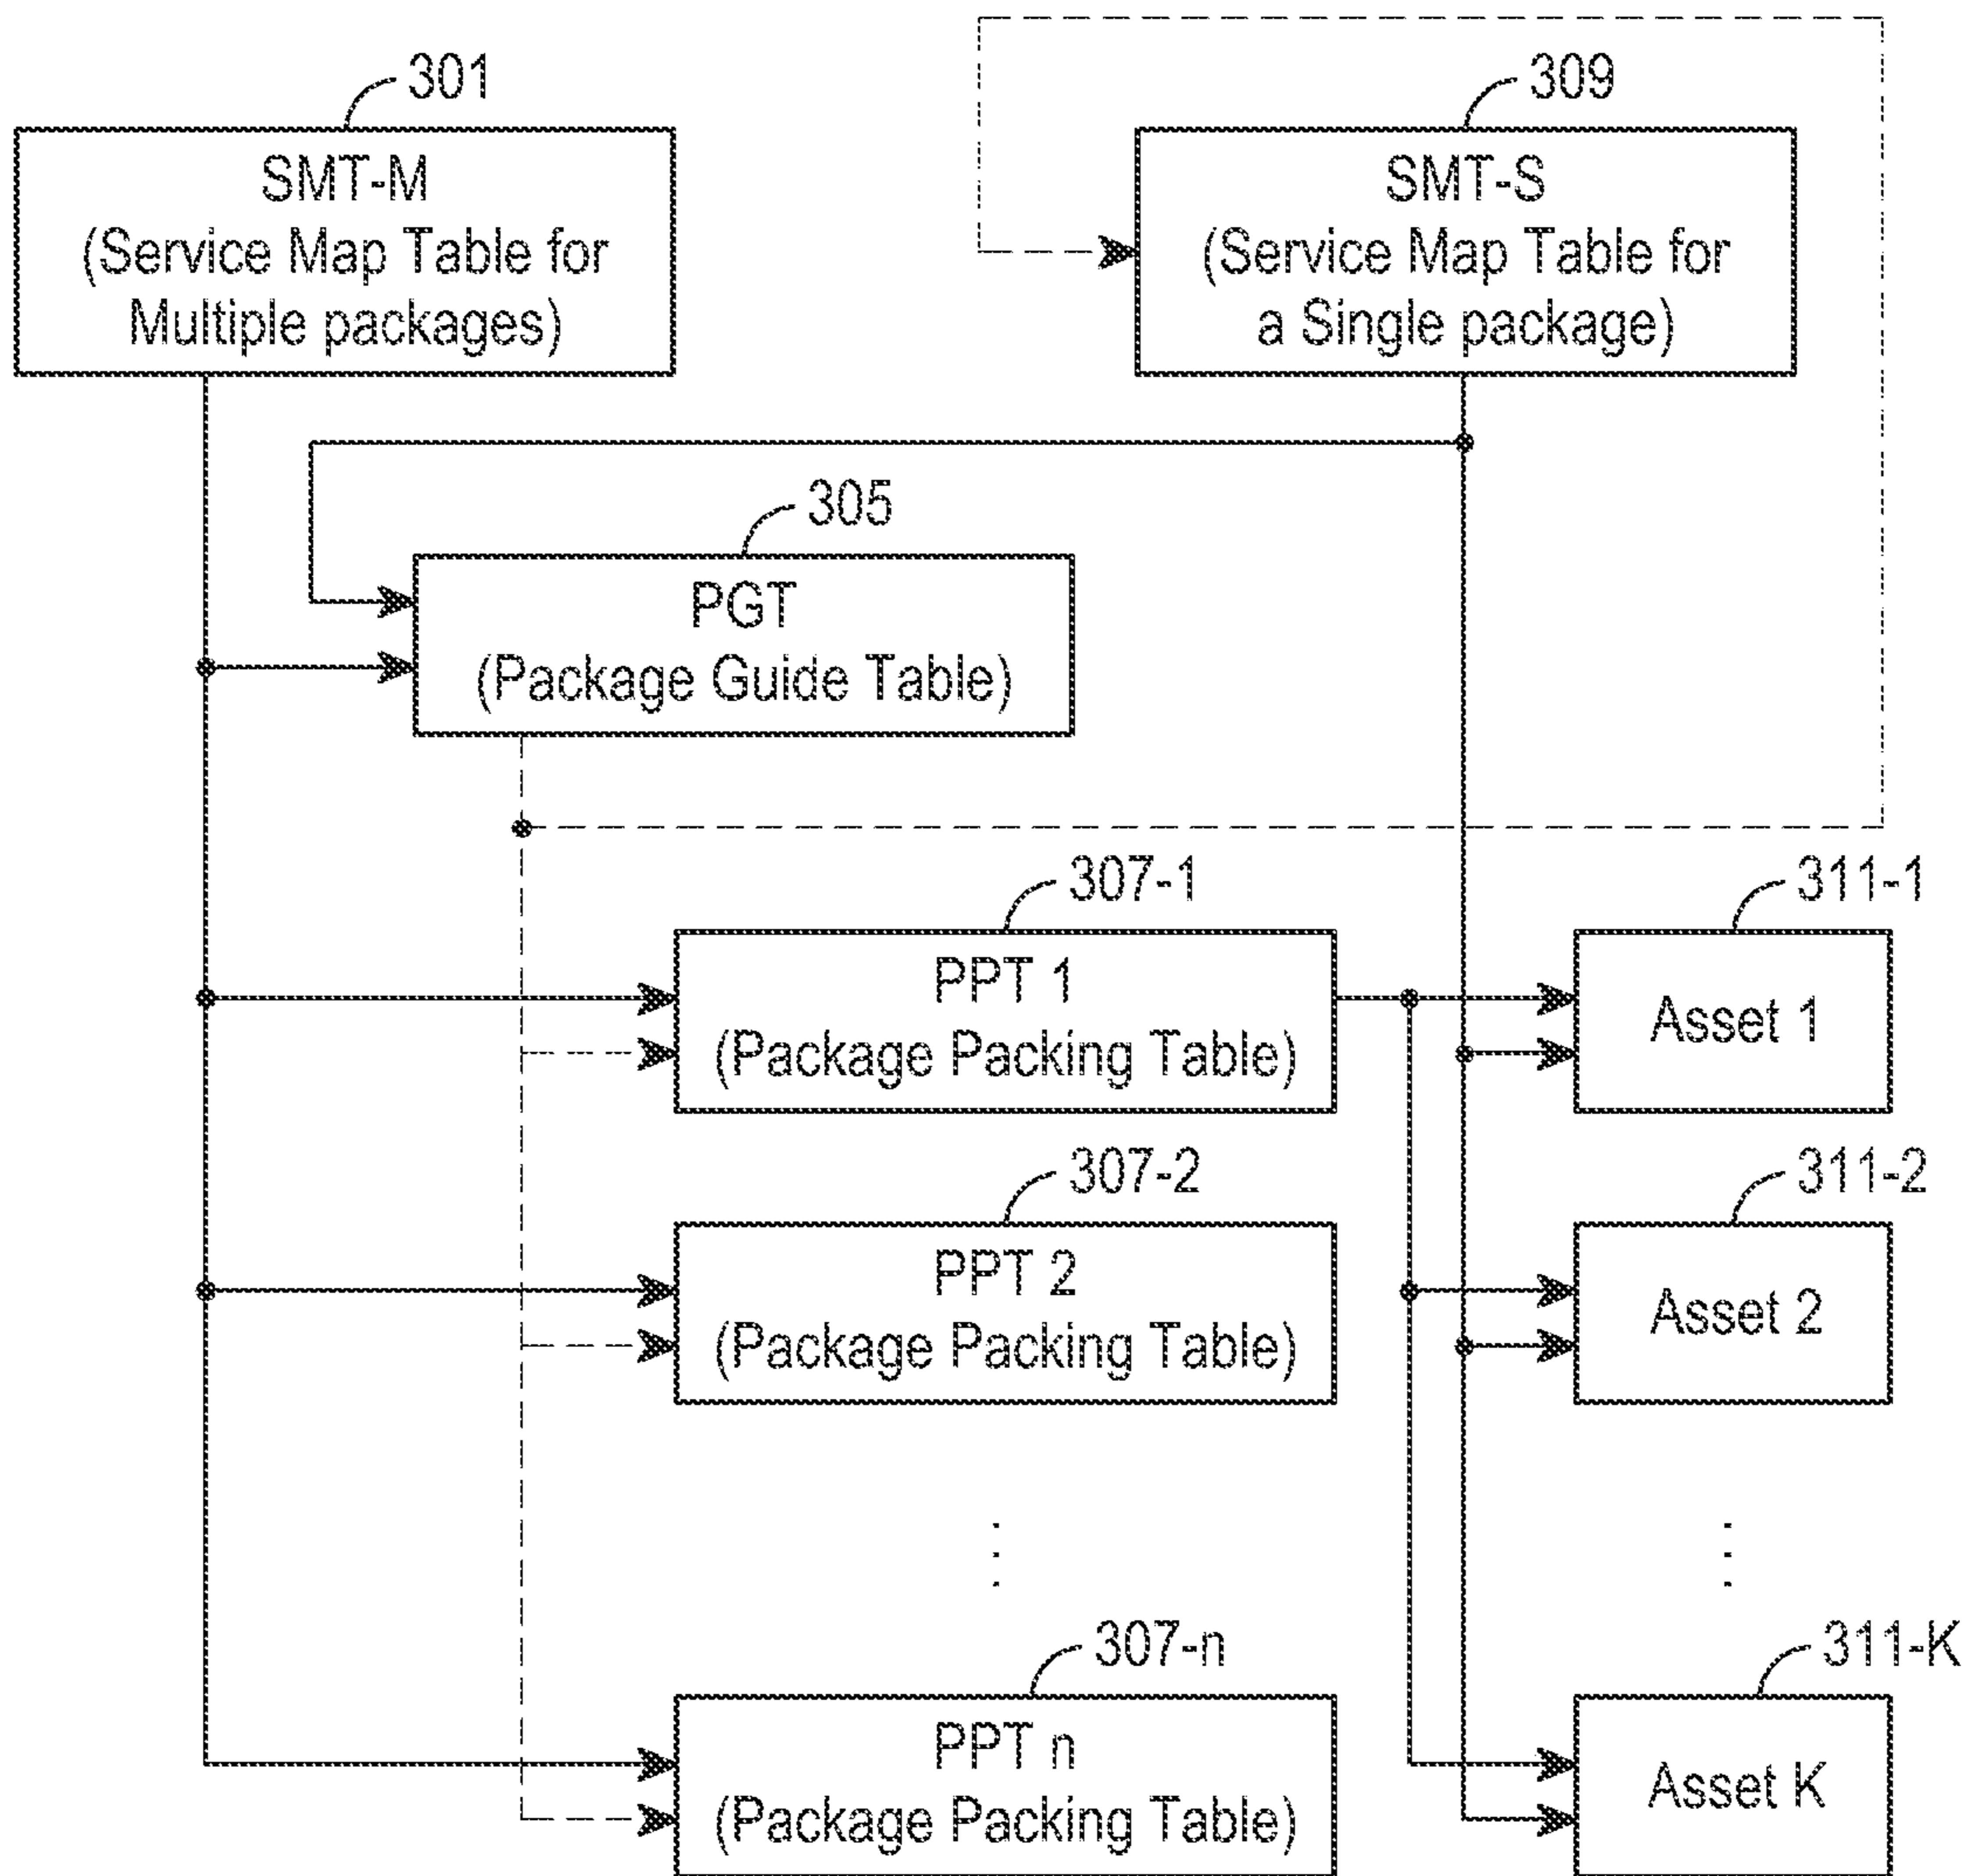 301
SMT-M
(Service Map Table for
Multiple packages)
309
SMT-S
(Service Map Table for
a Single package)
305
PGT
(Package Guide Table)
307-1
PPT 1
(Package Packing Table)
311-1
Asset 1
307-2
PPT 2
(Package Packing Table)
311-2
Asset 2
307-n
PPT n
(Package Packing Table)
311-K
Asset K